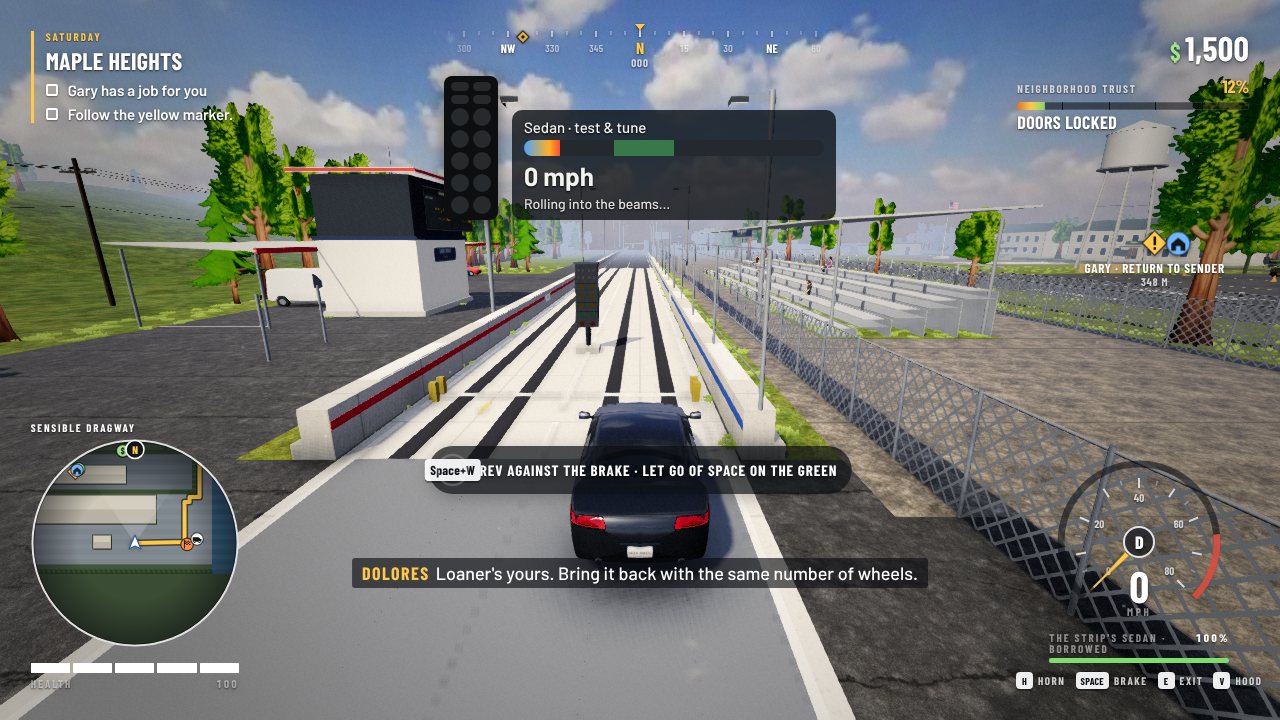 SATURDAY
MAPLE HEIGHTS
Gary has a job for you
Follow the yellow marker.
300 NW 330 345 N 15 30 NE 60
000
$1,500
NEIGHBORHOOD TRUST 12%
DOORS LOCKED
Sedan · test & tune
0 mph
Rolling into the beams...
GARY · RETURN TO SENDER
348 M
Space+W REV AGAINST THE BRAKE · LET GO OF SPACE ON THE GREEN
DOLORES Loaner's yours. Bring it back with the same number of wheels.
SENSIBLE DRAGWAY
$ N
HEALTH 100
0 20 40 60 80
D
0
MPH
THE STRIP'S SEDAN · BORROWED 100%
H HORN SPACE BRAKE E EXIT V HOOD